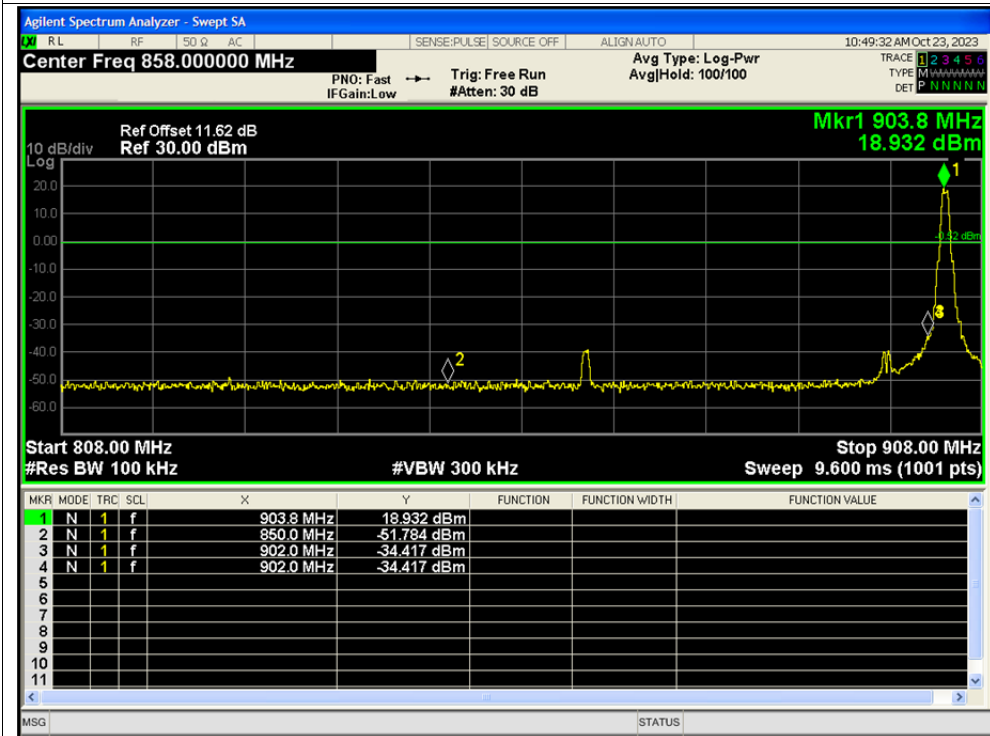 Agilent Spectrum Analyzer - Swept SA
LXI RL RF 50 Ω AC SENSE:PULSE SOURCE OFF ALIGN AUTO 10:49:32 AM Oct 23, 2023
Center Freq 858.000000 MHz
PNO: Fast
IFGain:Low
Trig: Free Run
#Atten: 30 dB
Avg Type: Log-Pwr
Avg|Hold: 100/100
TRACE 1 2 3 4 5 6
TYPE M
DET P N N N N N
Mkr1 903.8 MHz
18.932 dBm
Ref Offset 11.62 dB
10 dB/div Ref 30.00 dBm
Log
20.0
10.0
0.00
-10.0
-20.0
-30.0
-40.0
-50.0
-60.0
1
-0.52 dBm
2
Start 808.00 MHz Stop 908.00 MHz
#Res BW 100 kHz #VBW 300 kHz Sweep 9.600 ms (1001 pts)
MKR MODE TRC SCL X Y FUNCTION FUNCTION WIDTH FUNCTION VALUE
1 N 1 f 903.8 MHz 18.932 dBm
2 N 1 f 850.0 MHz -51.784 dBm
3 N 1 f 902.0 MHz -34.417 dBm
4 N 1 f 902.0 MHz -34.417 dBm
5
6
7
8
9
10
11
MSG STATUS